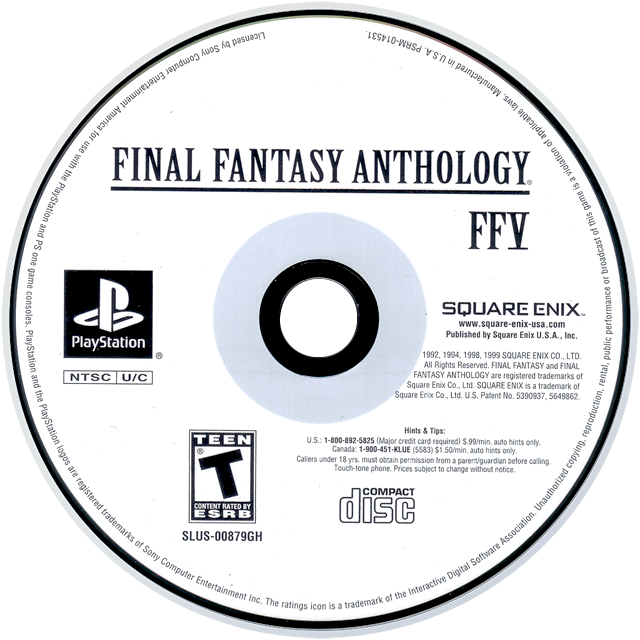 Licensed by Sony Computer Entertainment America for use with the PlayStation and PS one game consoles. PlayStation and the PlayStation logos are registered trademarks of Sony Computer Entertainment Inc. The ratings icon is a trademark of the Interactive Digital Software Association. Unauthorized copying, reproduction, rental, public performance or broadcast of this game is a violation of applicable laws. Manufactured in U.S.A. PSRM-014531.
FINAL FANTASY ANTHOLOGY®
FFV
PlayStation®
NTSC U/C
SQUARE ENIX™
www.square-enix-usa.com
Published by Square Enix U.S.A., Inc.
1992, 1994, 1998, 1999 SQUARE ENIX CO., LTD.
All Rights Reserved. FINAL FANTASY and FINAL
FANTASY ANTHOLOGY are registered trademarks of
Square Enix Co., Ltd. SQUARE ENIX is a trademark of
Square Enix Co., Ltd. U.S. Patent No. 5390937, 5649862.
Hints & Tips:
U.S.: 1-800-892-5825 (Major credit card required) $.99/min. auto hints only.
Canada: 1-900-451-KLUE (5583) $1.50/min. auto hints only.
Callers under 18 yrs. must obtain permission from a parent/guardian before calling.
Touch-tone phone. Prices subject to change without notice.
TEEN
T
®
CONTENT RATED BY
ESRB
SLUS-00879GH
COMPACT
disc